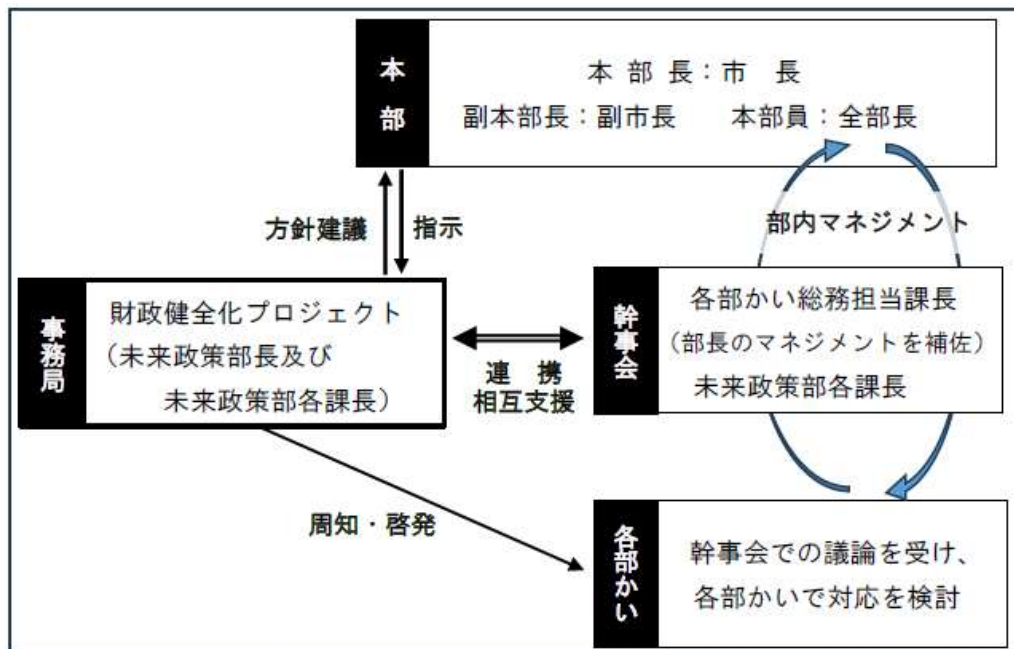 本部
本 部 長：市　長
副本部長：副市長　　本部員：全部長
方針建議
指示
部内マネジメント
事務局
財政健全化プロジェクト
（未来政策部長及び
未来政策部各課長）
連　携
相互支援
幹事会
各部かい総務担当課長
（部長のマネジメントを補佐）
未来政策部各課長
周知・啓発
各部かい
幹事会での議論を受け、
各部かいで対応を検討